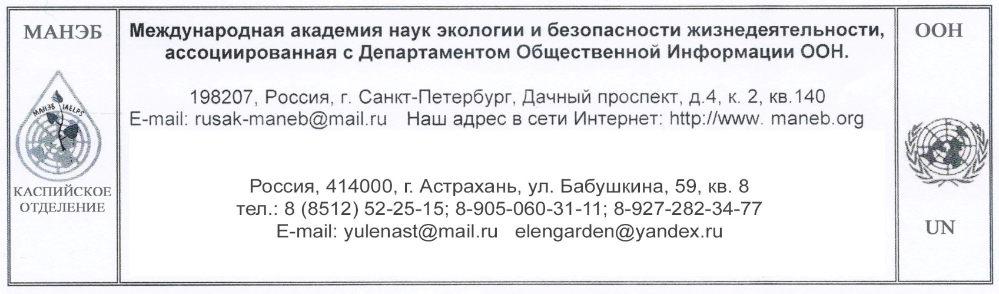 МАНЭБ
МАНЭБ IAELPS
КАСПИЙСКОЕ
ОТДЕЛЕНИЕ
Международная академия наук экологии и безопасности жизнедеятельности,
ассоциированная с Департаментом Общественной Информации ООН.
198207, Россия, г. Санкт-Петербург, Дачный проспект, д.4, к. 2, кв.140
E-mail: rusak-maneb@mail.ru Наш адрес в сети Интернет: http://www. maneb.org
Россия, 414000, г. Астрахань, ул. Бабушкина, 59, кв. 8
тел.: 8 (8512) 52-25-15; 8-905-060-31-11; 8-927-282-34-77
E-mail: yulenast@mail.ru elengarden@yandex.ru
ООН
UN